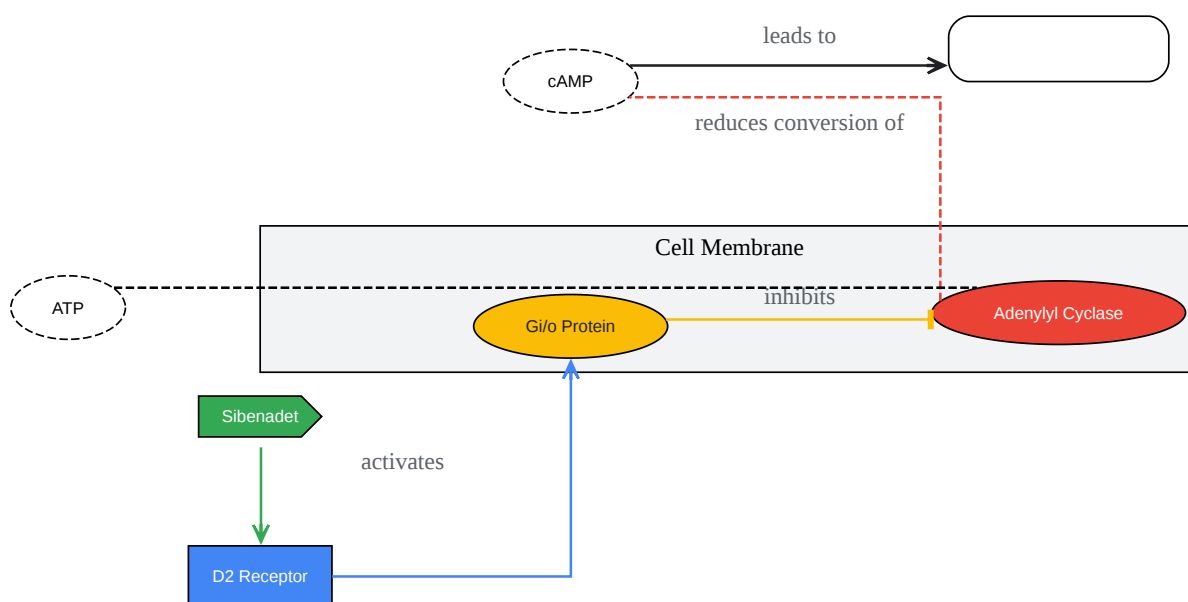 leads to
cAMP
reduces conversion of
Cell Membrane
ATP
inhibits
Gi/o Protein
Adenylyl Cyclase
Sibenadet
activates
D2 Receptor